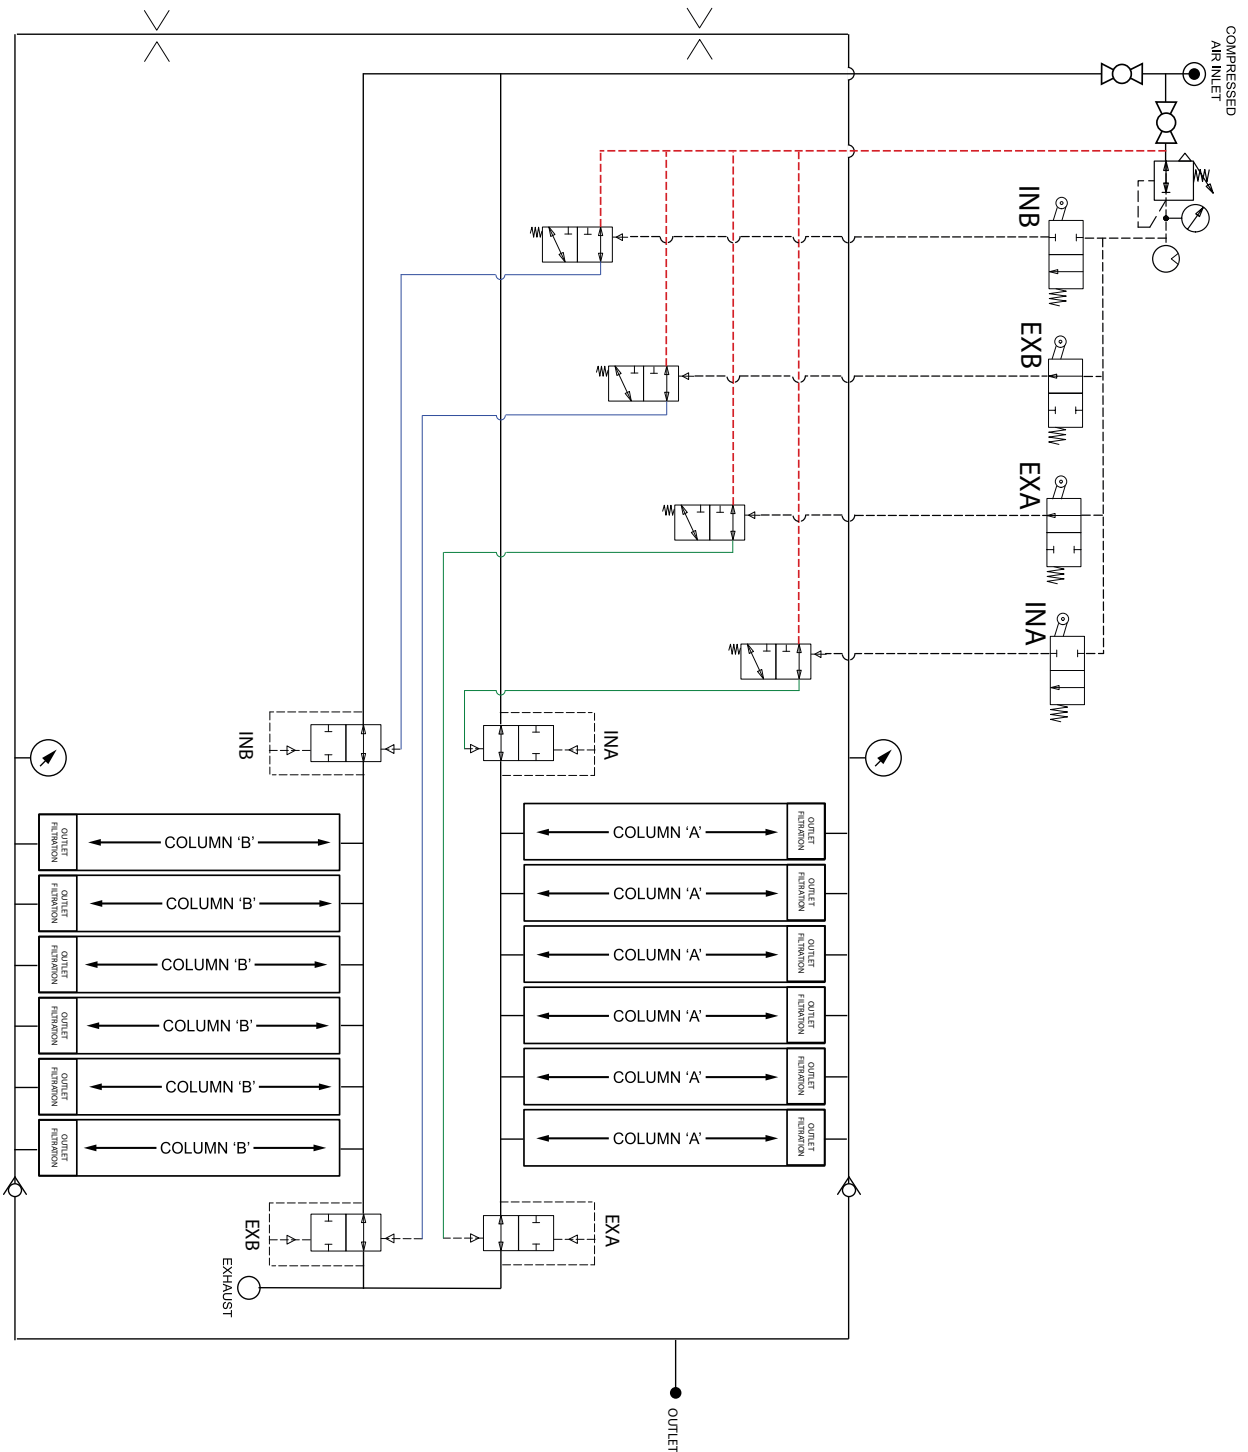 COMPRESSED
AIR INLET
INB
EXB
EXA
INA
INB
INA
OUTLET
FILTRATION
COLUMN 'B'
COLUMN 'A'
OUTLET
FILTRATION
OUTLET
FILTRATION
COLUMN 'B'
COLUMN 'A'
OUTLET
FILTRATION
OUTLET
FILTRATION
COLUMN 'B'
COLUMN 'A'
OUTLET
FILTRATION
OUTLET
FILTRATION
COLUMN 'B'
COLUMN 'A'
OUTLET
FILTRATION
OUTLET
FILTRATION
COLUMN 'B'
COLUMN 'A'
OUTLET
FILTRATION
OUTLET
FILTRATION
COLUMN 'B'
COLUMN 'A'
OUTLET
FILTRATION
EXB
EXA
EXHAUST
OUTLET